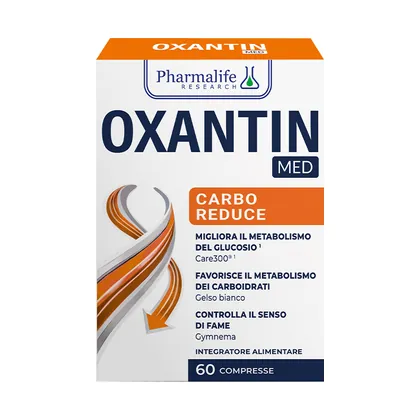 OXANTIN
MED
Pharmalife
RESEARCH
OXANTIN
MED
CARBO
REDUCE
MIGLIORA IL METABOLISMO
DEL GLUCOSIO ¹
Care300® ¹
FAVORISCE IL METABOLISMO
DEI CARBOIDRATI
Gelso bianco
CONTROLLA IL SENSO
DI FAME
Gymnema
INTEGRATORE ALIMENTARE
60 COMPRESSE